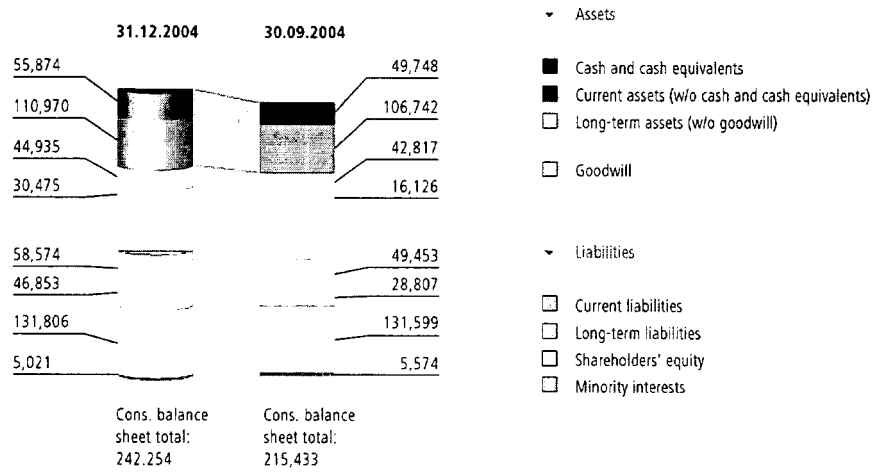 31.12.2004 30.09.2004
55,874 49,748
110,970 106,742
44,935 42,817
30,475 16,126
58,574 49,453
46,853 28,807
131,806 131,599
5,021 5,574
Cons. balance
sheet total:
242.254
Cons. balance
sheet total:
215,433
Assets
Cash and cash equivalents
Current assets (w/o cash and cash equivalents)
Long-term assets (w/o goodwill)
Goodwill
Liabilities
Current liabilities
Long-term liabilities
Shareholders' equity
Minority interests